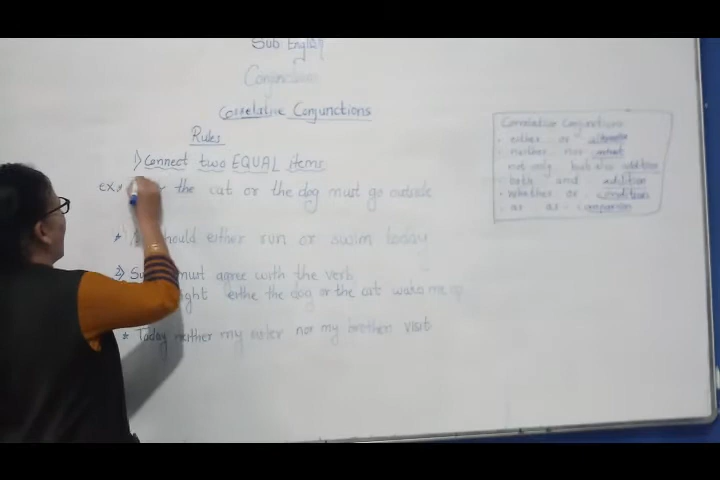 Sub English
Conjunctions
Correlative Conjunctions
Rules
1) Connect two EQUAL items
Ex:- the cat or the dog must go outside
* should either run or swim today
2) must agree with the verb
the dog or the cat wake me up
* Today neither my sister nor my brother visit
Correlative Conjunctions
• either or
• neither nor
not only but also addition
• both and addition
• whether or condition
as as comparison